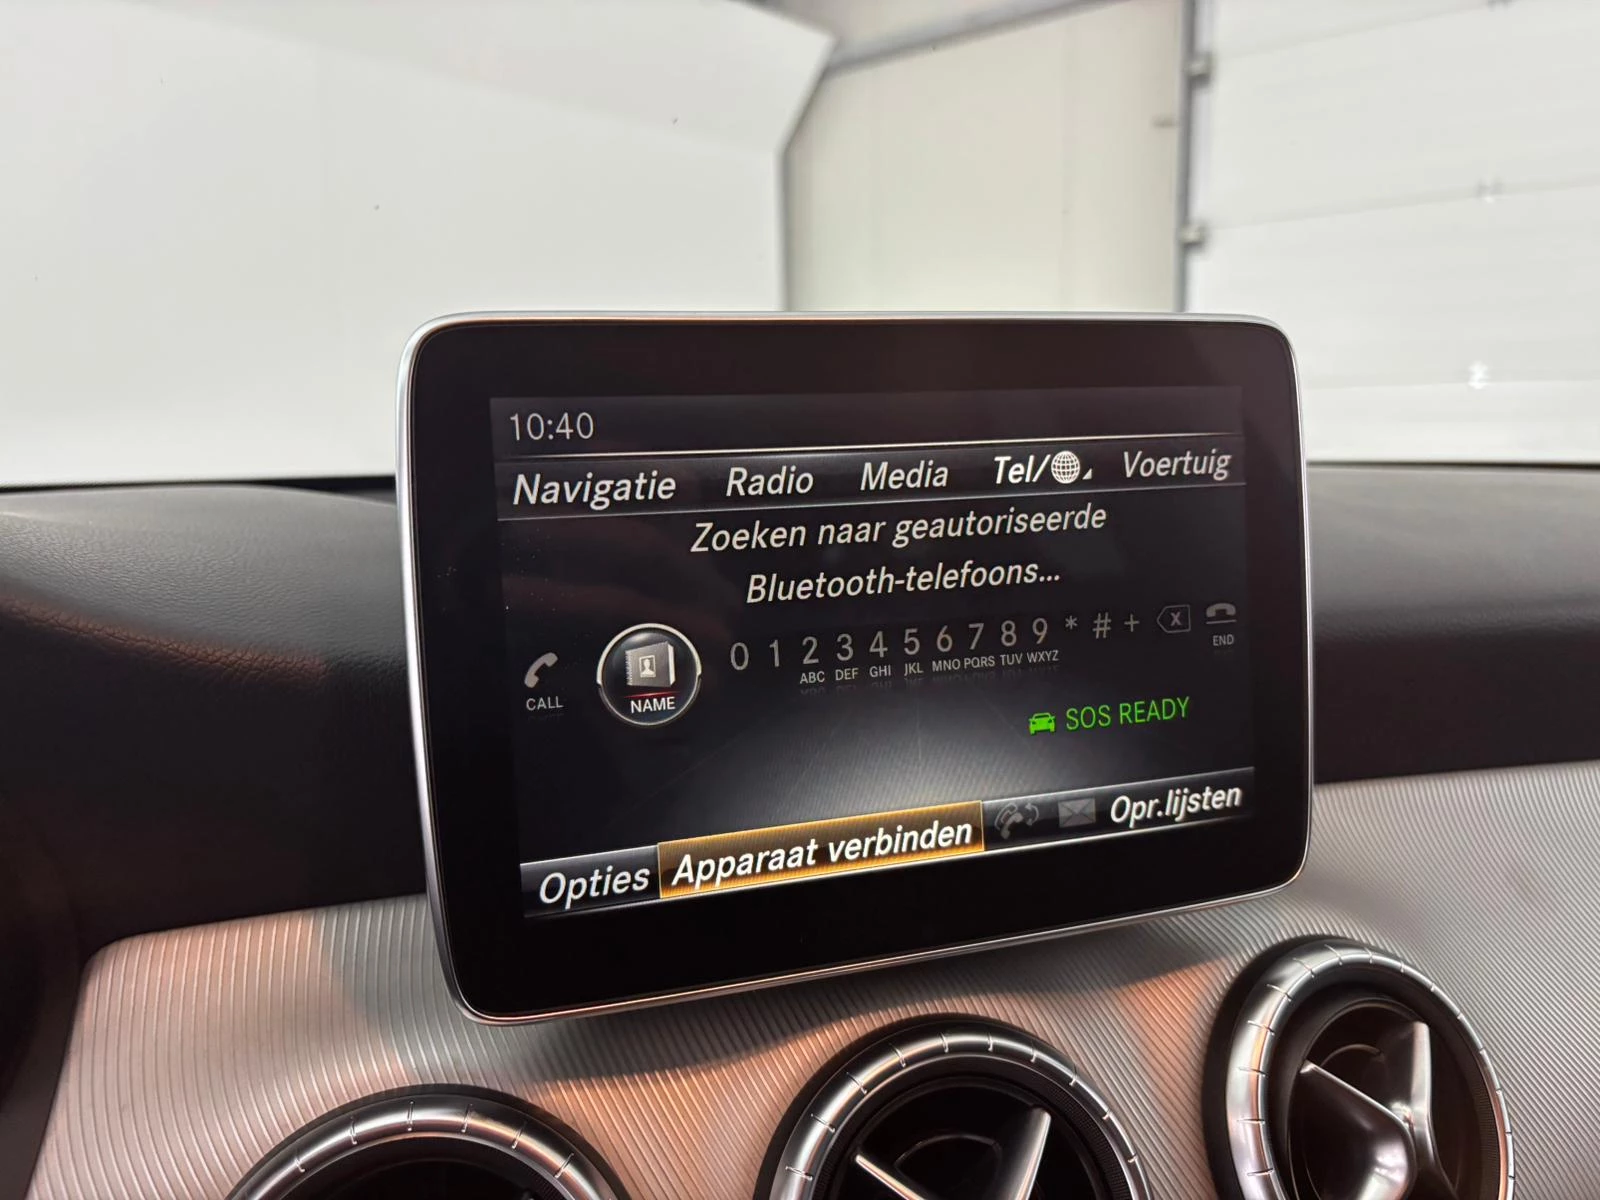 10:40
Navigatie Radio Media Tel/ Voertuig
Zoeken naar geautoriseerde
Bluetooth-telefoons...
0 1 2 3 4 5 6 7 8 9 * # +
ABC DEF GHI JKL MNO PQRS TUV WXYZ
CALL
NAME
END
SOS READY
Opties Apparaat verbinden Opr.lijsten